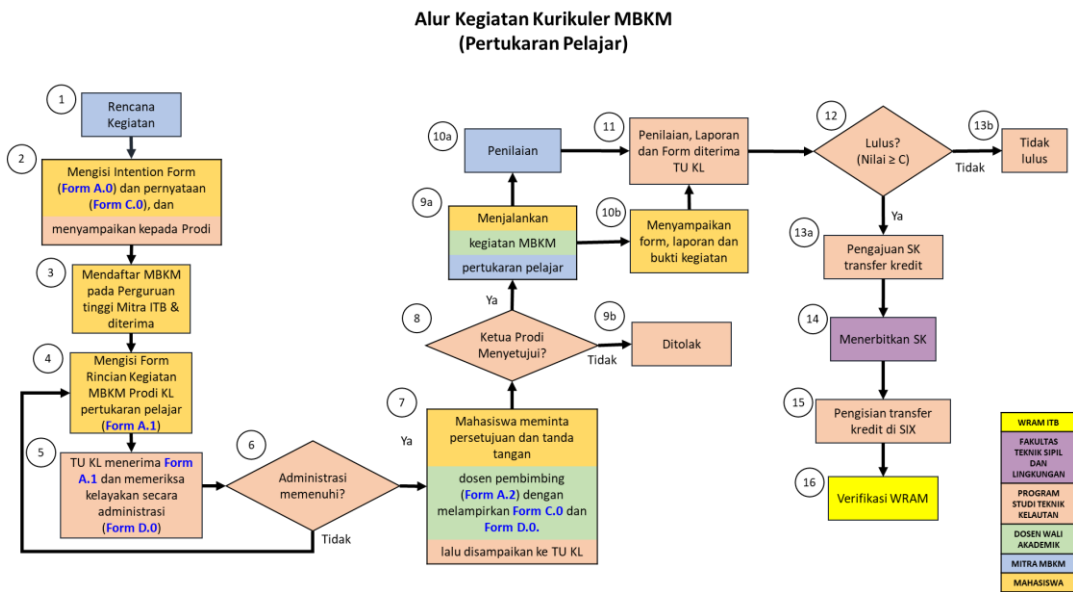 Alur Kegiatan Kurikuler MBKM
(Pertukaran Pelajar)
1
Rencana
Kegiatan
2
Mengisi Intention Form
(Form A.0) dan pernyataan
(Form C.0), dan
menyampaikan kepada Prodi
3
Mendaftar MBKM
pada Perguruan
tinggi Mitra ITB &
diterima
4
Mengisi Form
Rincian Kegiatan
MBKM Prodi KL
pertukaran pelajar
(Form A.1)
5
TU KL menerima Form
A.1 dan memeriksa
kelayakan secara
administrasi
(Form D.0)
6
Administrasi
memenuhi?
Ya
Tidak
7
Mahasiswa meminta
persetujuan dan tanda
tangan
dosen pembimbing
(Form A.2) dengan
melampirkan Form C.0 dan
Form D.0.
lalu disampaikan ke TU KL
8
Ketua Prodi
Menyetujui?
Ya
Tidak
9b
Ditolak
9a
Menjalankan
kegiatan MBKM
pertukaran pelajar
10a
Penilaian
10b
Menyampaikan
form, laporan dan
bukti kegiatan
11
Penilaian, Laporan
dan Form diterima
TU KL
12
Lulus?
(Nilai ≥ C)
Tidak
13b
Tidak
lulus
Ya
13a
Pengajuan SK
transfer kredit
14
Menerbitkan SK
15
Pengisian transfer
kredit di SIX
16
Verifikasi WRAM
WRAM ITB
FAKULTAS
TEKNIK SIPIL
DAN
LINGKUNGAN
PROGRAM
STUDI TEKNIK
KELAUTAN
DOSEN WALI
AKADEMIK
MITRA MBKM
MAHASISWA